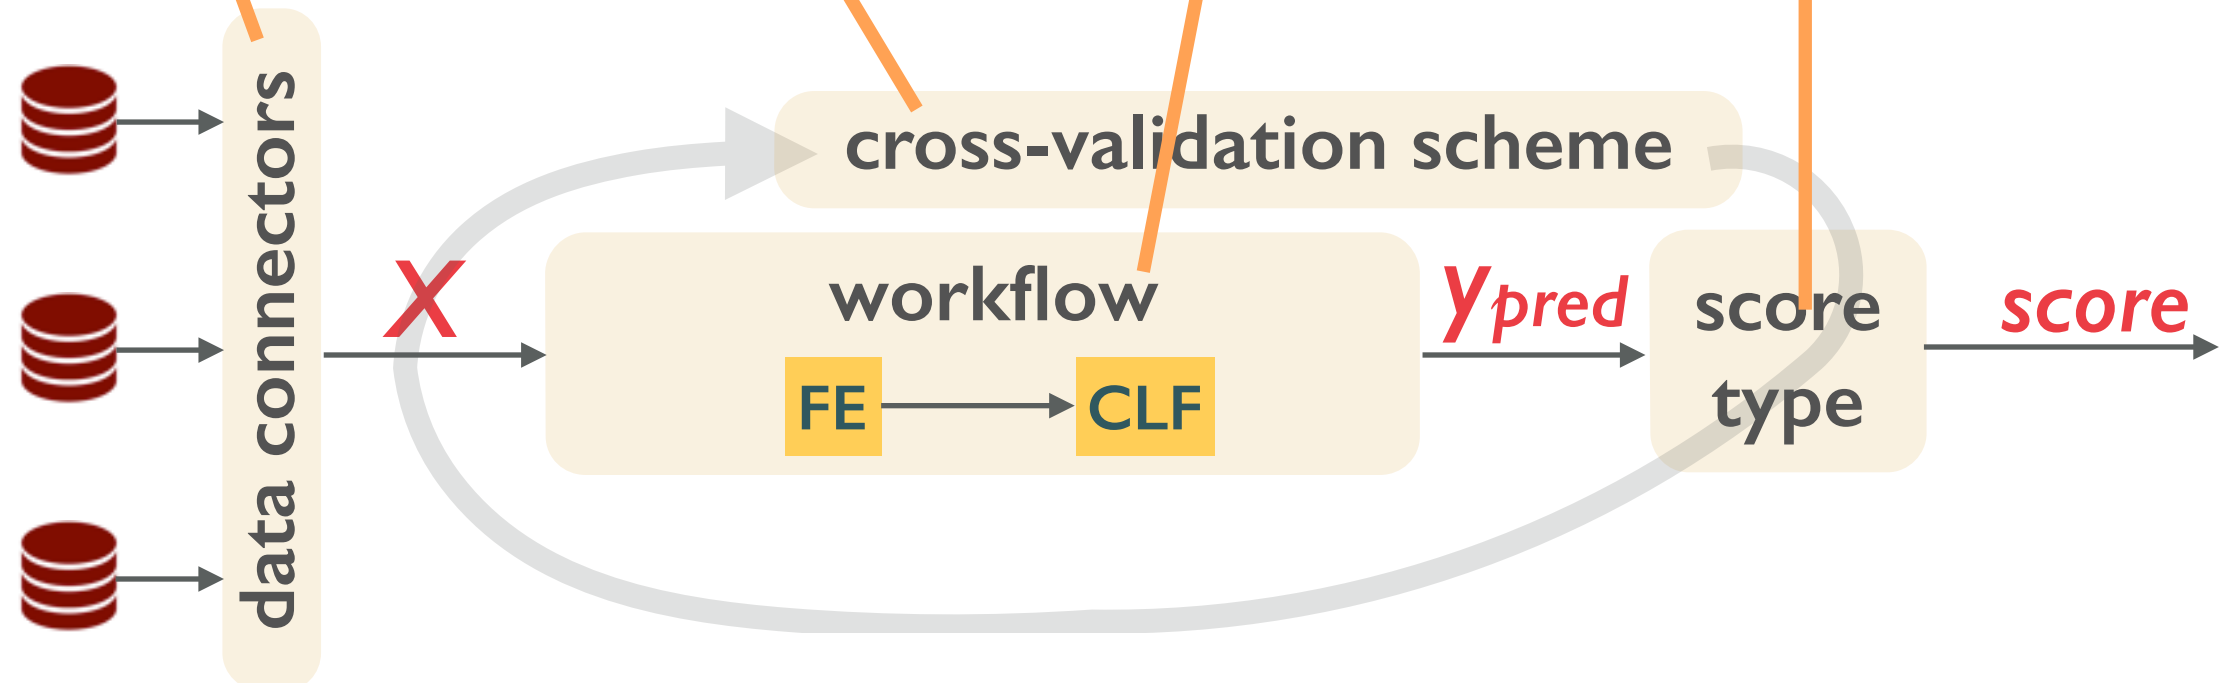 data connectors
cross-validation scheme
X
workflow
FE
CLF
ypred
score
type
score